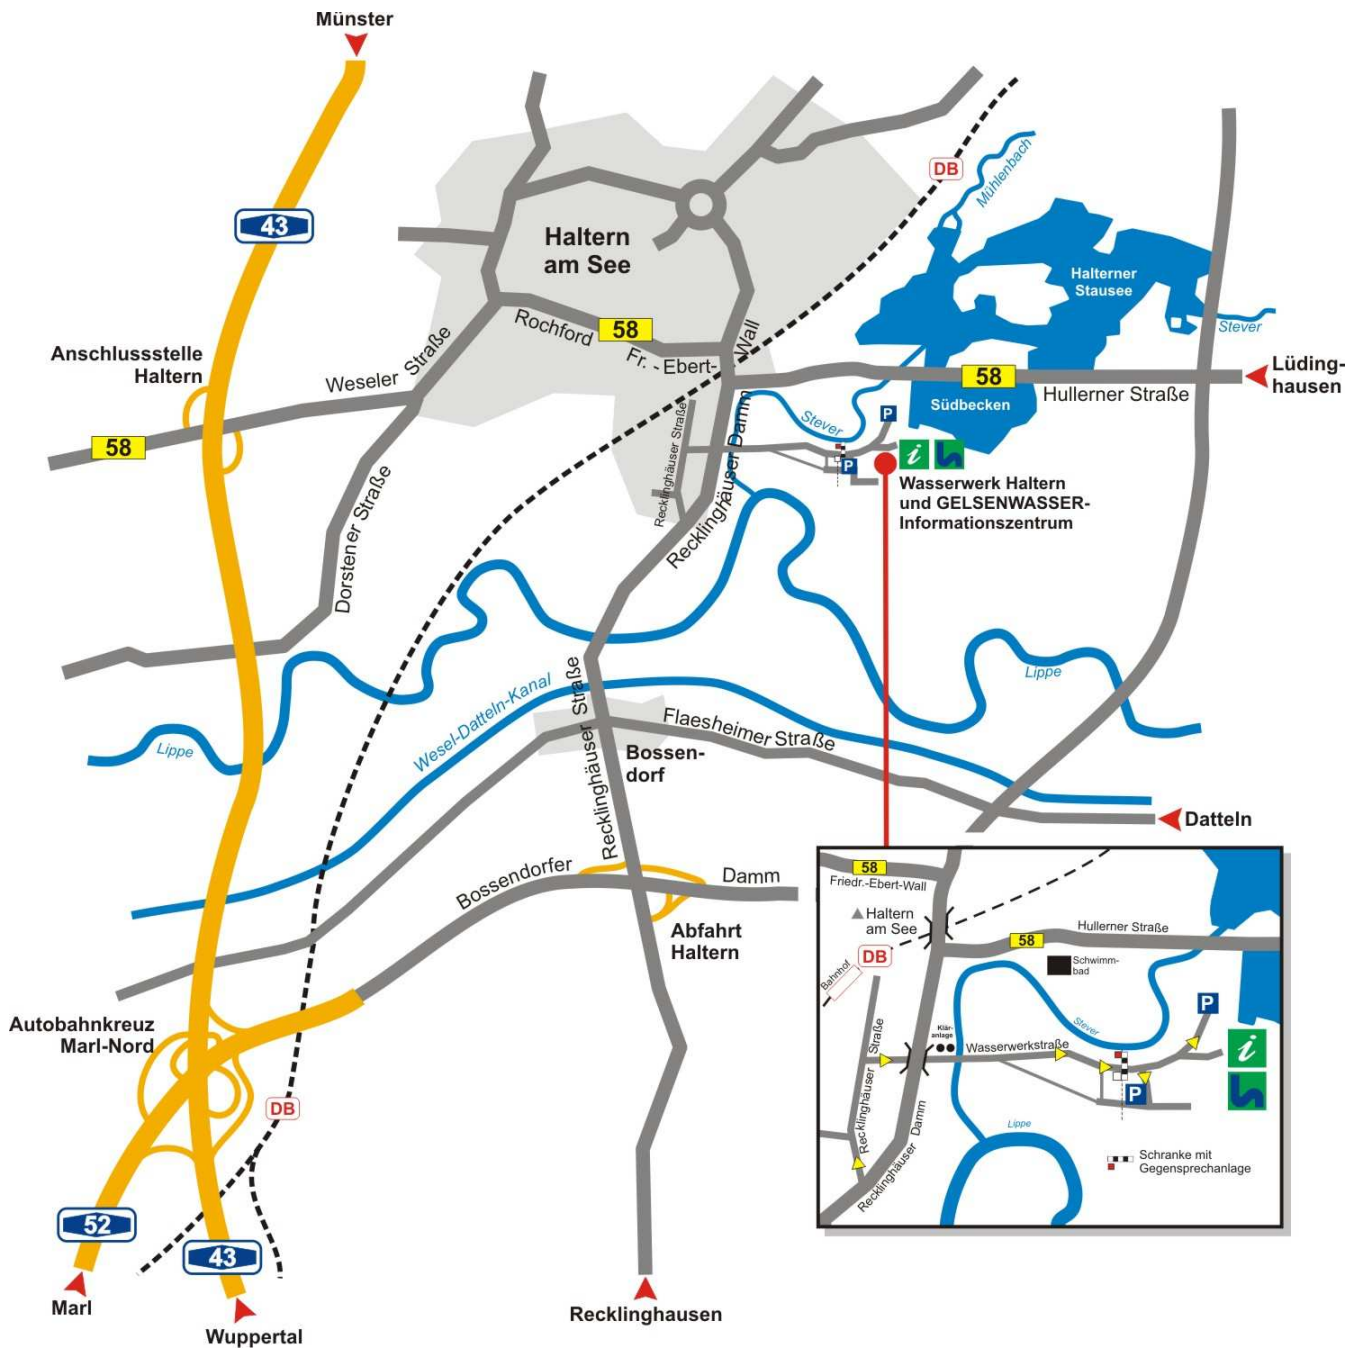 Münster
DB
Mühlenbach
43
Haltern
am See
Halterner
Stausee
Stever
Anschlussstelle
Haltern
Weseler Straße
Rochford
58
Fr. - Ebert-
Wall
58
Hullerner Straße
Lüding-
hausen
Südbecken
58
Dorstener Straße
Recklinghäuser Straße
Recklinghäuser Damm
Stever
P
P
i
Wasserwerk Haltern
und GELSENWASSER-
Informationszentrum
Lippe
Lippe
Wesel-Datteln-Kanal
Recklinghäuser Straße
Flaesheimer Straße
Bossen-
dorf
Datteln
Bossendorfer
Damm
Abfahrt
Haltern
Autobahnkreuz
Marl-Nord
DB
52
43
Marl
Wuppertal
Recklinghausen
58
Friedr.-Ebert-Wall
Haltern
am See
58
Hullerner Straße
DB
Bahnhof
Schwimm-
bad
Stever
P
Klär-
anlage
Wasserwerkstraße
i
P
Recklinghäuser Straße
Recklinghäuser Damm
Lippe
Schranke mit
Gegensprechanlage